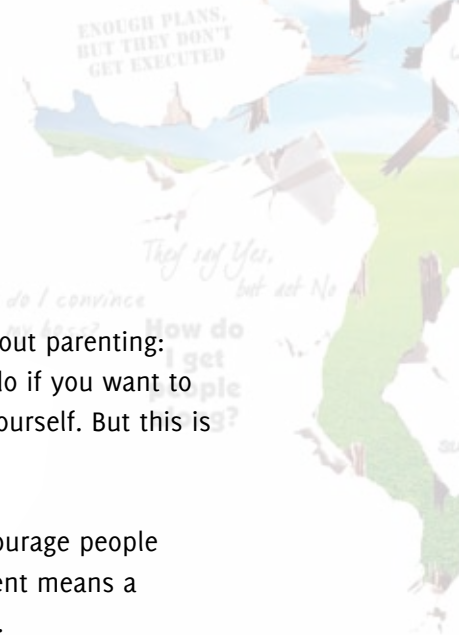 ENOUGH PLANS,
BUT THEY DON'T
GET EXECUTED
They say Yes,
but act No
do I convince
my boss?
How do
I get
people
along?
out parenting:
do if you want to
ourself. But this is
ourage people
ent means a